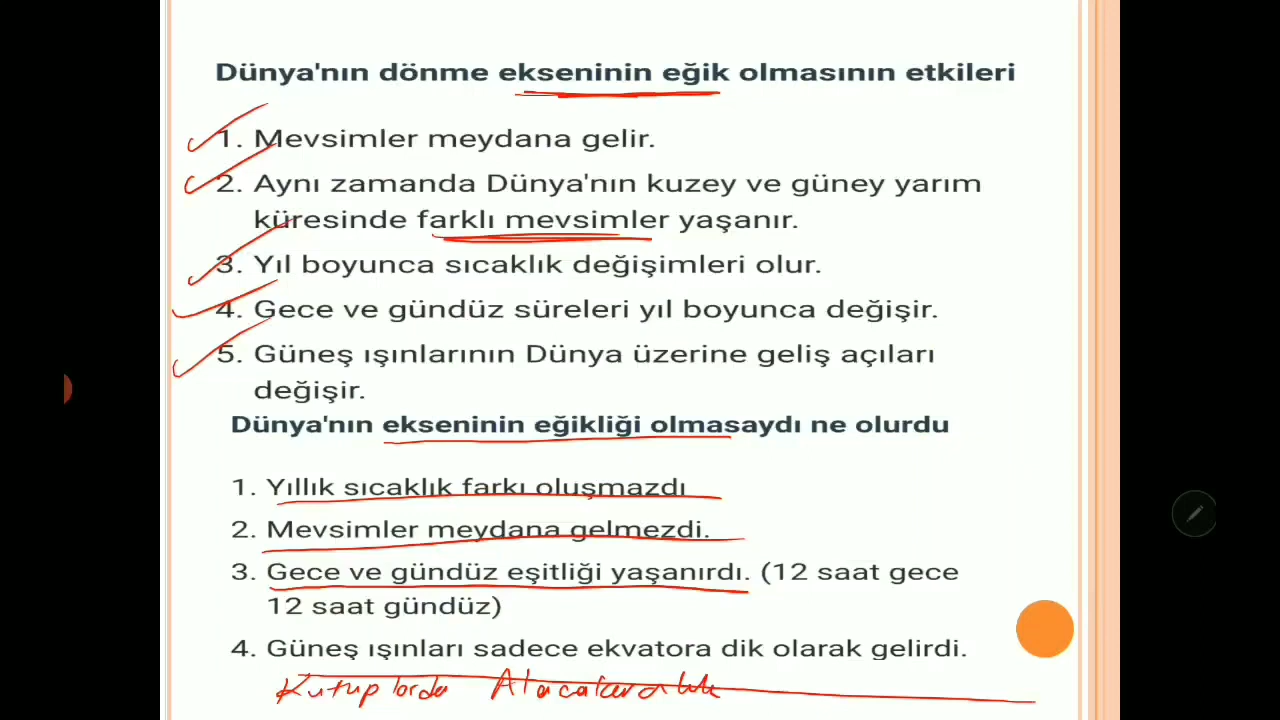 Dünya'nın dönme ekseninin eğik olmasının etkileri
1. Mevsimler meydana gelir.
2. Aynı zamanda Dünya'nın kuzey ve güney yarım
küresinde farklı mevsimler yaşanır.
3. Yıl boyunca sıcaklık değişimleri olur.
4. Gece ve gündüz süreleri yıl boyunca değişir.
5. Güneş ışınlarının Dünya üzerine geliş açıları
değişir.
Dünya'nın ekseninin eğikliği olmasaydı ne olurdu
1. Yıllık sıcaklık farkı oluşmazdı
2. Mevsimler meydana gelmezdi.
3. Gece ve gündüz eşitliği yaşanırdı. (12 saat gece
12 saat gündüz)
4. Güneş ışınları sadece ekvatora dik olarak gelirdi.
Kutuplarda Alacakaranlık